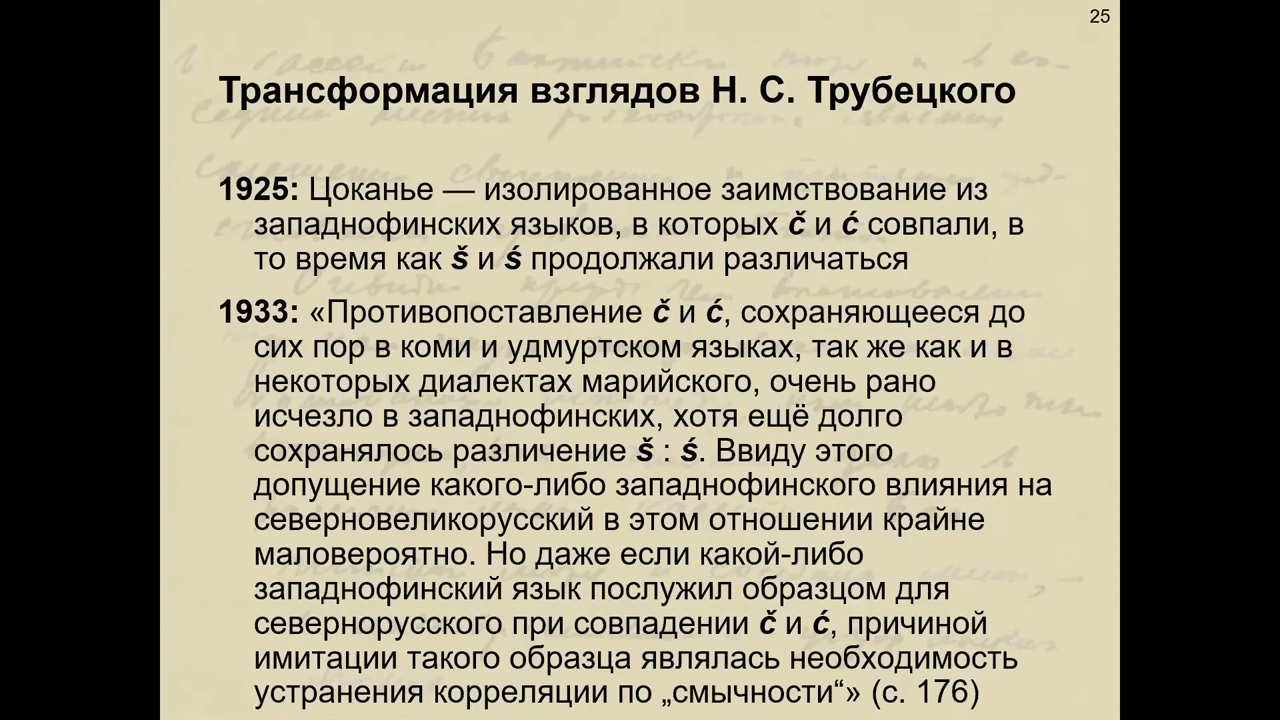 25
Трансформация взглядов Н. С. Трубецкого
1925: Цоканье — изолированное заимствование из
западнофинских языков, в которых č и ć совпали, в
то время как š и ś продолжали различаться
1933: «Противопоставление č и ć, сохраняющееся до
сих пор в коми и удмуртском языках, так же как и в
некоторых диалектах марийского, очень рано
исчезло в западнофинских, хотя ещё долго
сохранялось различение š : ś. Ввиду этого
допущение какого-либо западнофинского влияния на
северновеликорусский в этом отношении крайне
маловероятно. Но даже если какой-либо
западнофинский язык послужил образцом для
севернорусского при совпадении č и ć, причиной
имитации такого образца являлась необходимость
устранения корреляции по „смычности“» (с. 176)